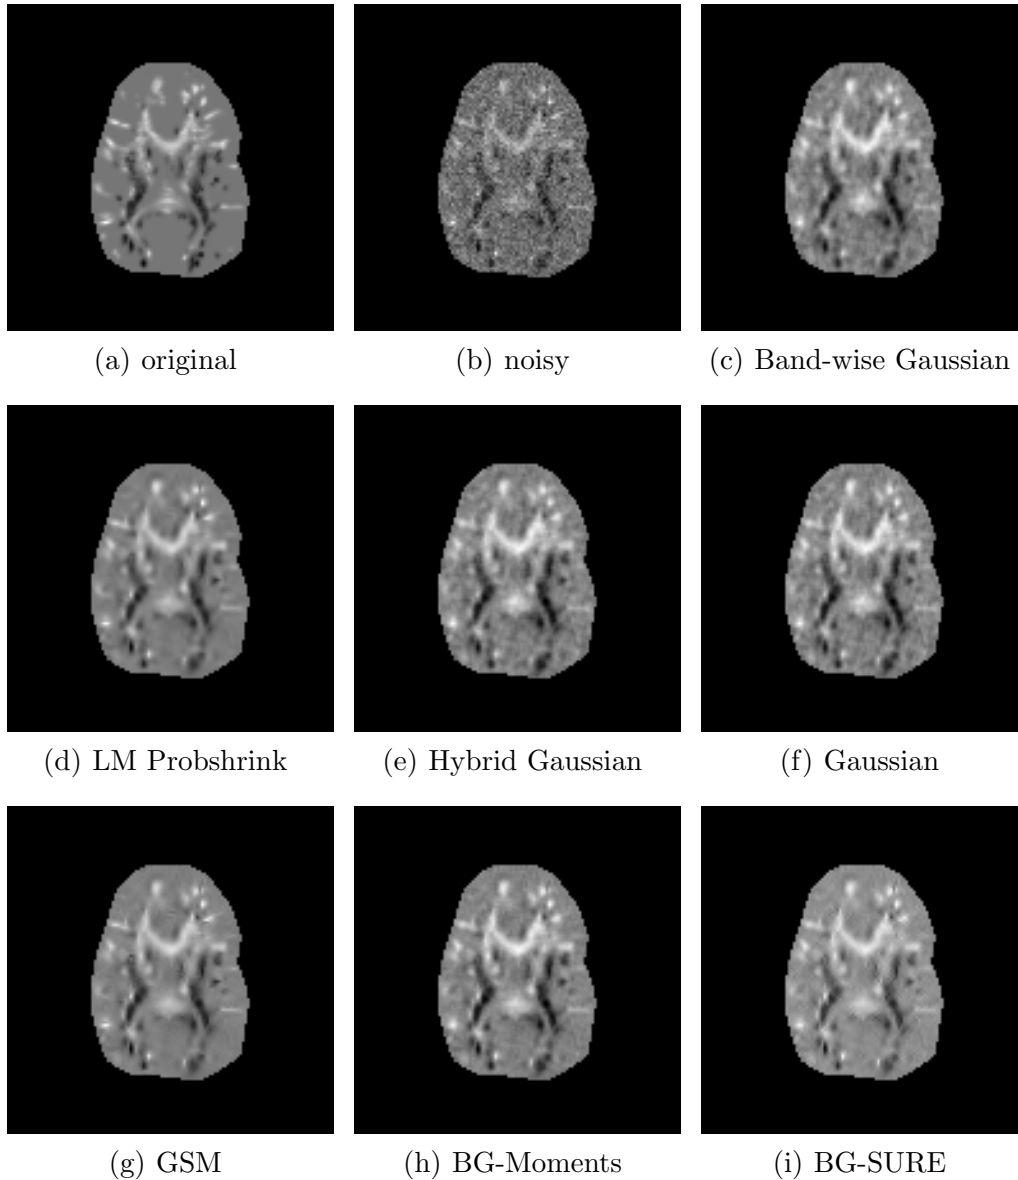 (a) original
(b) noisy
(c) Band-wise Gaussian
(d) LM Probshrink
(e) Hybrid Gaussian
(f) Gaussian
(g) GSM
(h) BG-Moments
(i) BG-SURE